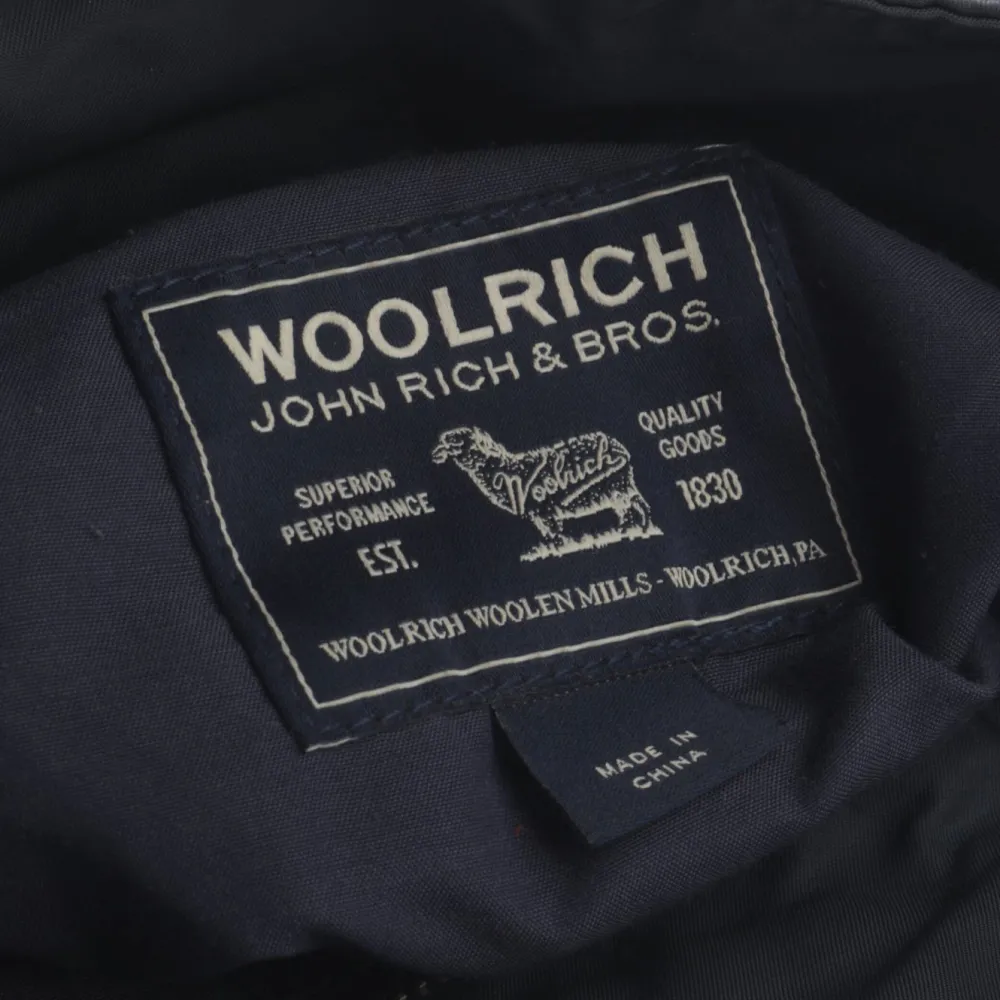 WOOLRICH
JOHN RICH & BROS.
SUPERIOR
PERFORMANCE
EST.
Woolrich
QUALITY
GOODS
1830
WOOLRICH WOOLEN MILLS - WOOLRICH, PA
MADE IN
CHINA